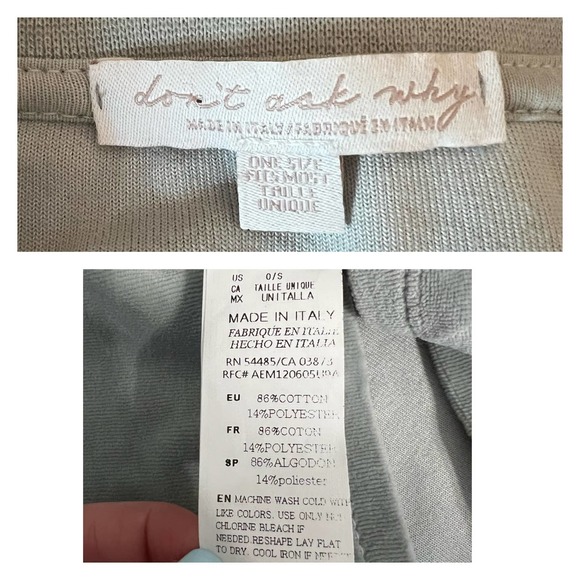 don't ask why
MADE IN ITALY/FABRIQUÉ EN ITALIE
ONE SIZE
FITS MOST
TAILLE
UNIQUE
US O/S
CA TAILLE UNIQUE
MX UNITALLA
MADE IN ITALY
FABRIQUE EN ITALIE
HECHO EN ITALIA
RN 54485/CA 03873
RFC# AEM120605U9A
EU 86%COTTON
14%POLYESTER
FR 86%COTON
14%POLYESTER
SP 86%ALGODON
14%poliester
EN MACHINE WASH COLD WITH
LIKE COLORS. USE ONLY
CHLORINE BLEACH IF
NEEDED.RESHAPE LAY FLAT
TO DRY. COOL IRON IF